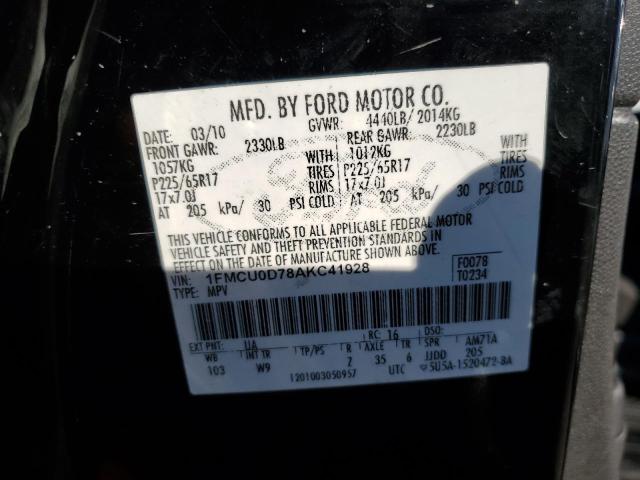 MFD. BY FORD MOTOR CO.
DATE: 03/10 GVWR: 4440LB/ 2014KG
FRONT GAWR: 2330LB REAR GAWR: 2230LB
1057KG WITH 1012KG WITH
P225/65R17 TIRES P225/65R17 TIRES
17x7.0J RIMS 17x7.0J RIMS
AT 205 kPa/ 30 PSI COLD AT 205 kPa/ 30 PSI COLD
THIS VEHICLE CONFORMS TO ALL APPLICABLE FEDERAL MOTOR
VEHICLE SAFETY AND THEFT PREVENTION STANDARDS IN
EFFECT ON THE DATE OF MANUFACTURE SHOWN ABOVE.
VIN: 1FMCU0D78AKC41928 F0078
TYPE: MPV T0234
EXT PNT: UA RC: 16 DSO:
WB INT TR TP/PS R AXLE TR SPR AM71A
103 W9 7 35 6 JJDD 205
1201003050957 UTC 5U5A-1520472-BA
Ford